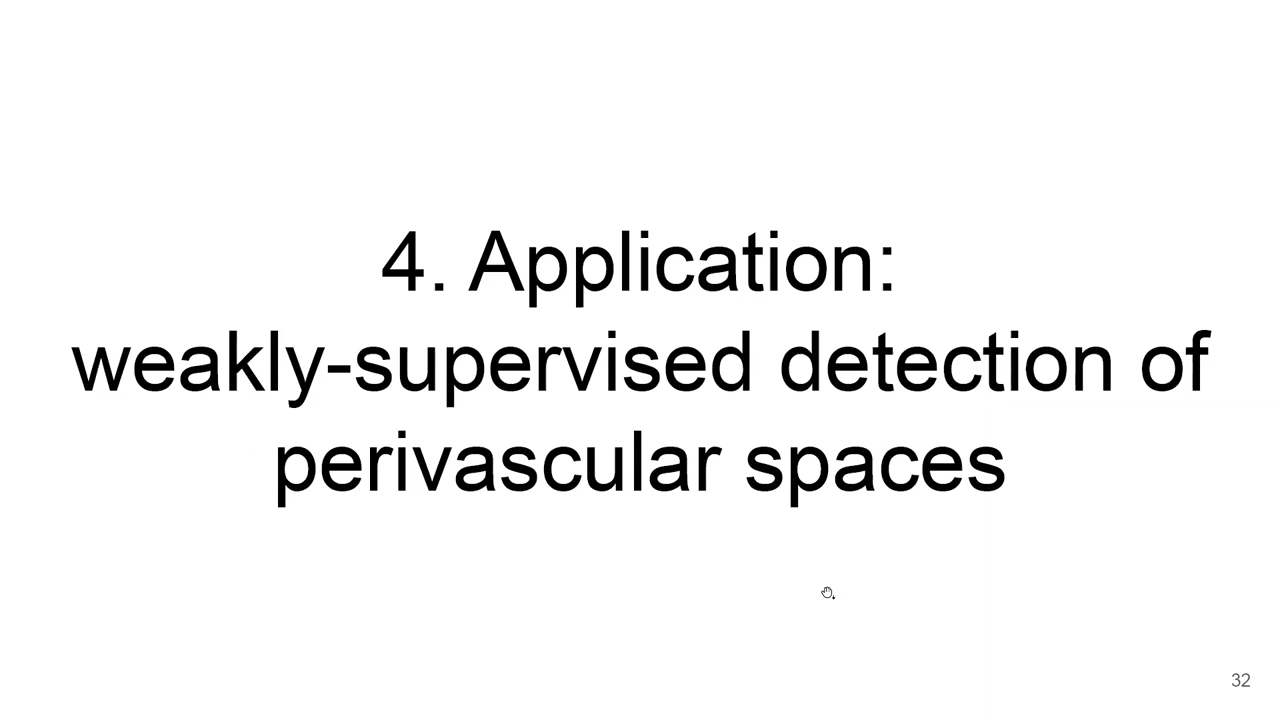 4. Application:
weakly-supervised detection of
perivascular spaces
32